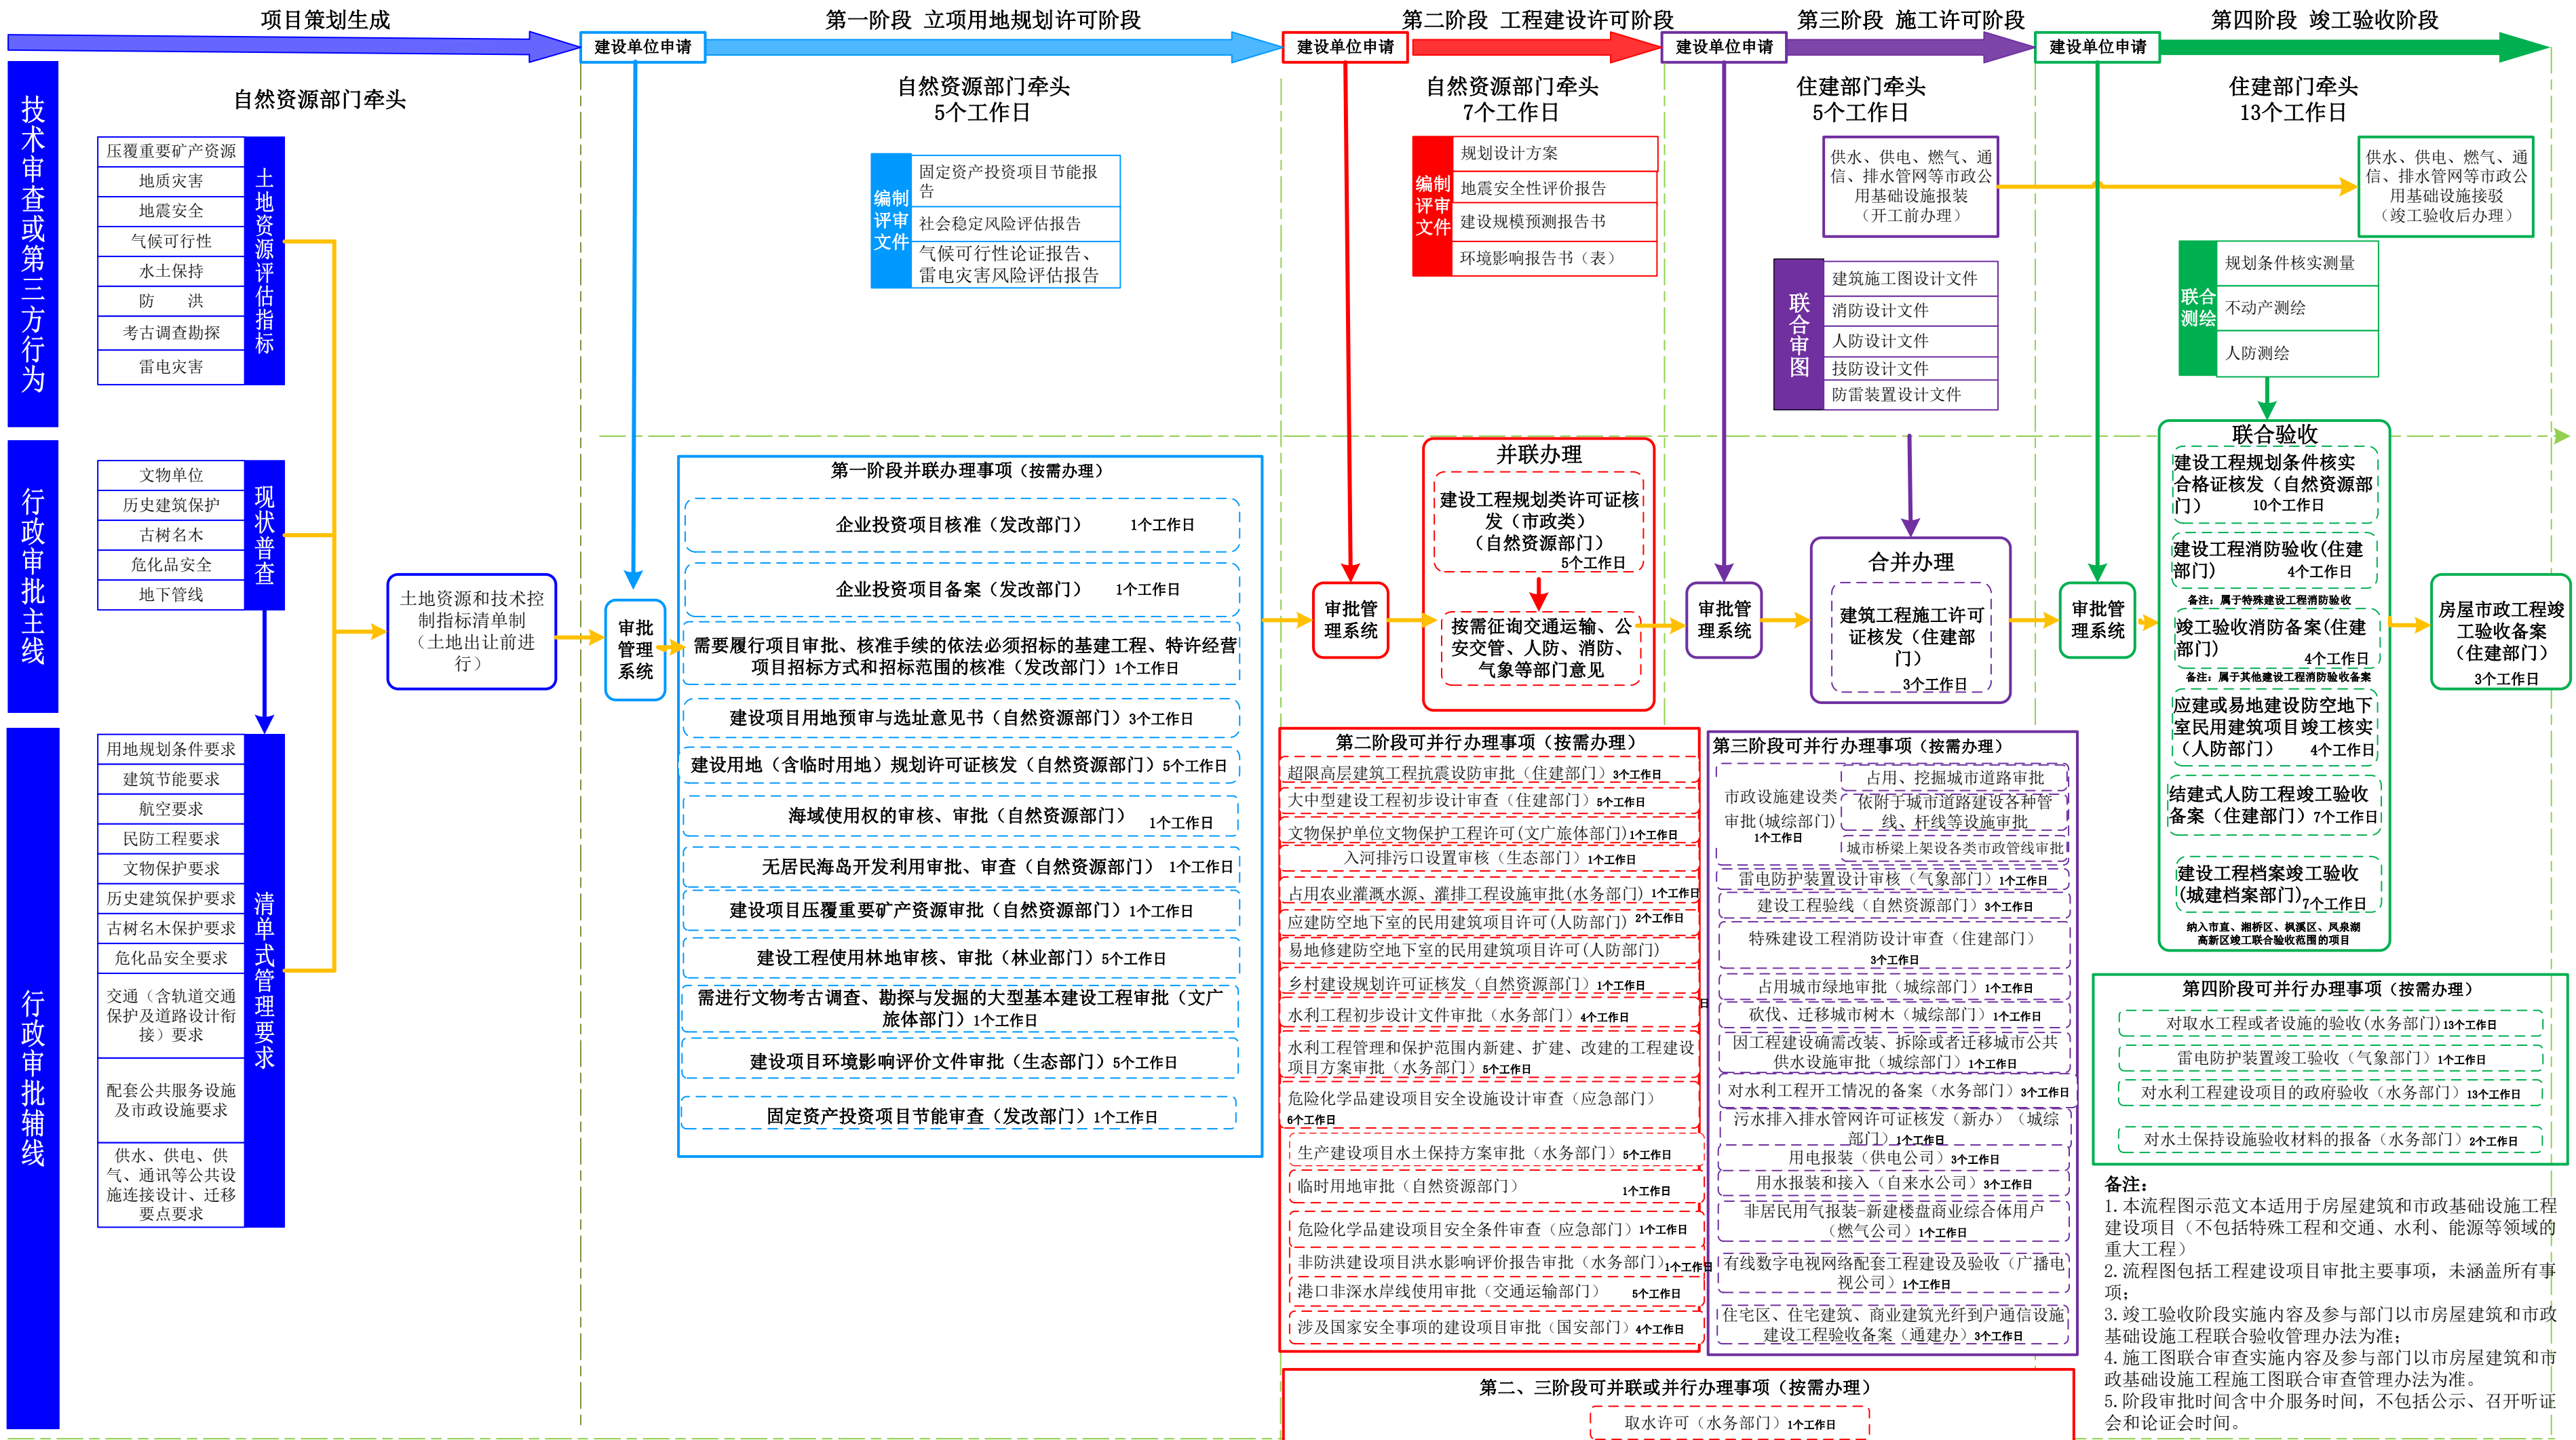 项目策划生成
第一阶段 立项用地规划许可阶段
第二阶段 工程建设许可阶段
第三阶段 施工许可阶段
第四阶段 竣工验收阶段
建设单位申请
建设单位申请
建设单位申请
建设单位申请
技术审查或第三方行为
行政审批主线
行政审批辅线
自然资源部门牵头
压覆重要矿产资源
地质灾害
地震安全
气候可行性
水土保持
防 洪
考古调查勘探
雷电灾害
土地资源评估指标
文物单位
历史建筑保护
古树名木
危化品安全
地下管线
现状普查
用地规划条件要求
建筑节能要求
航空要求
民防工程要求
文物保护要求
历史建筑保护要求
古树名木保护要求
危化品安全要求
交通（含轨道交通
保护及道路设计衔
接）要求
配套公共服务设施
及市政设施要求
供水、供电、供
气、通讯等公共设
施连接设计、迁移
要点要求
清单式管理要求
土地资源和技术控
制指标清单制
（土地出让前进
行）
自然资源部门牵头
5个工作日
编制
评审
文件
固定资产投资项目节能报
告
社会稳定风险评估报告
气候可行性论证报告、
雷电灾害风险评估报告
审批
管理
系统
第一阶段并联办理事项（按需办理）
企业投资项目核准（发改部门） 1个工作日
企业投资项目备案（发改部门） 1个工作日
需要履行项目审批、核准手续的依法必须招标的基建工程、特许经营
项目招标方式和招标范围的核准（发改部门）1个工作日
建设项目用地预审与选址意见书（自然资源部门）3个工作日
建设用地（含临时用地）规划许可证核发（自然资源部门）5个工作日
海域使用权的审核、审批（自然资源部门） 1个工作日
无居民海岛开发利用审批、审查（自然资源部门） 1个工作日
建设项目压覆重要矿产资源审批（自然资源部门）1个工作日
建设工程使用林地审核、审批（林业部门）5个工作日
需进行文物考古调查、勘探与发掘的大型基本建设工程审批（文广
旅体部门）1个工作日
建设项目环境影响评价文件审批（生态部门）5个工作日
固定资产投资项目节能审查（发改部门）1个工作日
自然资源部门牵头
7个工作日
编制
评审
文件
规划设计方案
地震安全性评价报告
建设规模预测报告书
环境影响报告书（表）
审批管
理系统
并联办理
建设工程规划类许可证核
发（市政类）
（自然资源部门）
5个工作日
按需征询交通运输、公
安交管、人防、消防、
气象等部门意见
第二阶段可并行办理事项（按需办理）
超限高层建筑工程抗震设防审批（住建部门）3个工作日
大中型建设工程初步设计审查（住建部门）5个工作日
文物保护单位文物保护工程许可(文广旅体部门)1个工作日
入河排污口设置审核（生态部门）1个工作日
占用农业灌溉水源、灌排工程设施审批(水务部门) 1个工作日
应建防空地下室的民用建筑项目许可(人防部门) 2个工作日
易地修建防空地下室的民用建筑项目许可(人防部门)
乡村建设规划许可证核发（自然资源部门）1个工作日
日
水利工程初步设计文件审批（水务部门）4个工作日
水利工程管理和保护范围内新建、扩建、改建的工程建设
项目方案审批（水务部门）5个工作日
危险化学品建设项目安全设施设计审查（应急部门）
6个工作日
生产建设项目水土保持方案审批（水务部门）5个工作日
临时用地审批（自然资源部门） 1个工作日
危险化学品建设项目安全条件审查（应急部门）1个工作日
非防洪建设项目洪水影响评价报告审批（水务部门）1个工作日
港口非深水岸线使用审批（交通运输部门） 5个工作日
涉及国家安全事项的建设项目审批（国安部门）4个工作日
第二、三阶段可并联或并行办理事项（按需办理）
取水许可（水务部门）1个工作日
住建部门牵头
5个工作日
供水、供电、燃气、通
信、排水管网等市政公
用基础设施报装
（开工前办理）
联合审图
建筑施工图设计文件
消防设计文件
人防设计文件
技防设计文件
防雷装置设计文件
审批管
理系统
合并办理
建筑工程施工许可
证核发（住建部
门）
3个工作日
第三阶段可并行办理事项（按需办理）
市政设施建设类
审批(城综部门)
1个工作日
占用、挖掘城市道路审批
依附于城市道路建设各种管
线、杆线等设施审批
城市桥梁上架设各类市政管线审批
雷电防护装置设计审核（气象部门）1个工作日
建设工程验线（自然资源部门）3个工作日
特殊建设工程消防设计审查（住建部门）
3个工作日
占用城市绿地审批（城综部门）1个工作日
砍伐、迁移城市树木（城综部门）1个工作日
因工程建设确需改装、拆除或者迁移城市公共
供水设施审批（城综部门）1个工作日
对水利工程开工情况的备案（水务部门）3个工作日
污水排入排水管网许可证核发（新办）（城综
部门）1个工作日
用电报装（供电公司）3个工作日
用水报装和接入（自来水公司）3个工作日
非居民用气报装-新建楼盘商业综合体用户
（燃气公司）1个工作日
有线数字电视网络配套工程建设及验收（广播电
视公司）1个工作日
住宅区、住宅建筑、商业建筑光纤到户通信设施
建设工程验收备案（通建办）3个工作日
住建部门牵头
13个工作日
供水、供电、燃气、通
信、排水管网等市政公
用基础设施接驳
（竣工验收后办理）
联合
测绘
规划条件核实测量
不动产测绘
人防测绘
审批管
理系统
联合验收
建设工程规划条件核实
合格证核发（自然资源部
门） 10个工作日
建设工程消防验收(住建
部门) 4个工作日
备注：属于特殊建设工程消防验收
竣工验收消防备案(住建
部门) 4个工作日
备注：属于其他建设工程消防验收备案
应建或易地建设防空地下
室民用建筑项目竣工核实
（人防部门） 4个工作日
结建式人防工程竣工验收
备案（住建部门）7个工作日
建设工程档案竣工验收
(城建档案部门)7个工作日
纳入市直、湘桥区、枫溪区、凤泉湖
高新区竣工联合验收范围的项目
房屋市政工程竣
工验收备案
（住建部门）
3个工作日
第四阶段可并行办理事项（按需办理）
对取水工程或者设施的验收(水务部门)13个工作日
雷电防护装置竣工验收（气象部门）1个工作日
对水利工程建设项目的政府验收（水务部门）13个工作日
对水土保持设施验收材料的报备（水务部门）2个工作日
备注：
1.本流程图示范文本适用于房屋建筑和市政基础设施工程
建设项目（不包括特殊工程和交通、水利、能源等领域的
重大工程）
2.流程图包括工程建设项目审批主要事项，未涵盖所有事
项；
3.竣工验收阶段实施内容及参与部门以市房屋建筑和市政
基础设施工程联合验收管理办法为准；
4.施工图联合审查实施内容及参与部门以市房屋建筑和市
政基础设施工程施工图联合审查管理办法为准。
5.阶段审批时间含中介服务时间，不包括公示、召开听证
会和论证会时间。